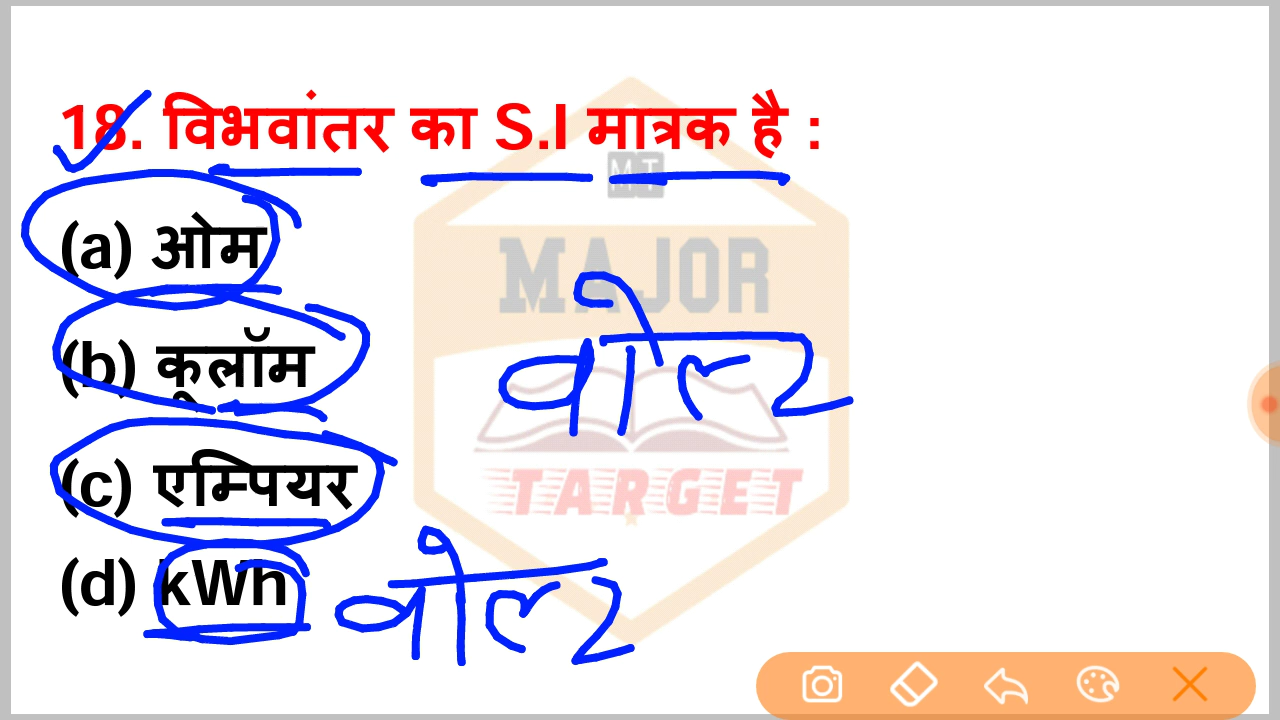 18. विभवांतर का S.I मात्रक है :
MT
(a) ओम
MAJOR
(b) कूलॉम
वोल्ट
(c) एम्पियर
TARGET
(d) kWh
वोल्ट